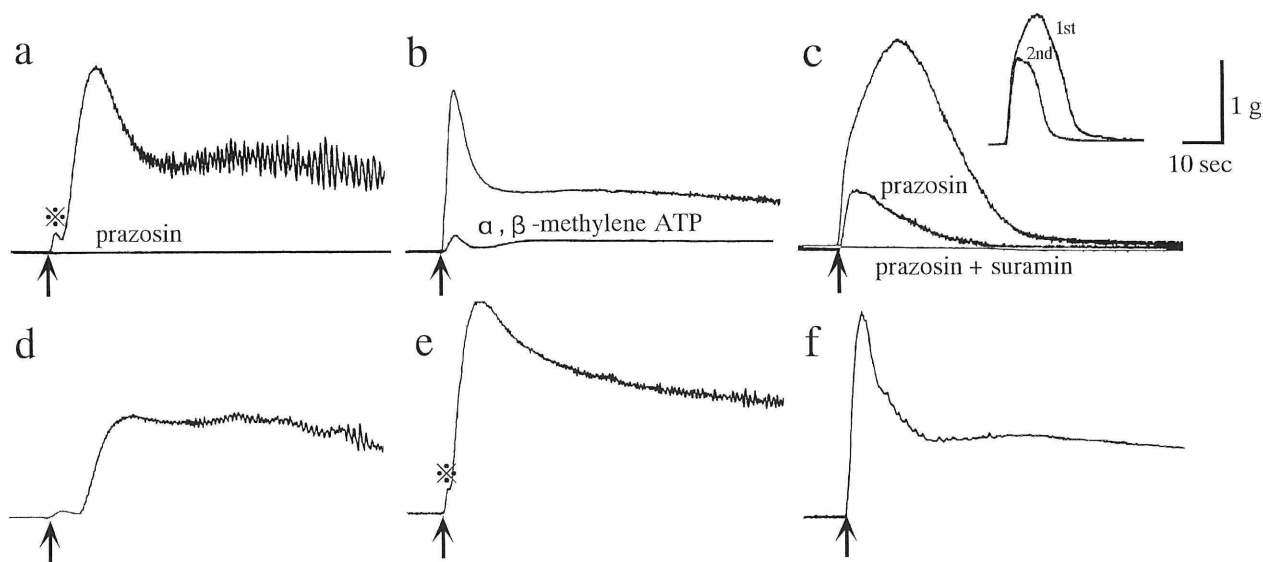 a
※
prazosin
b
α, β-methylene ATP
c
1st
2nd
1 g
10 sec
prazosin
prazosin + suramin
d
e
※
f